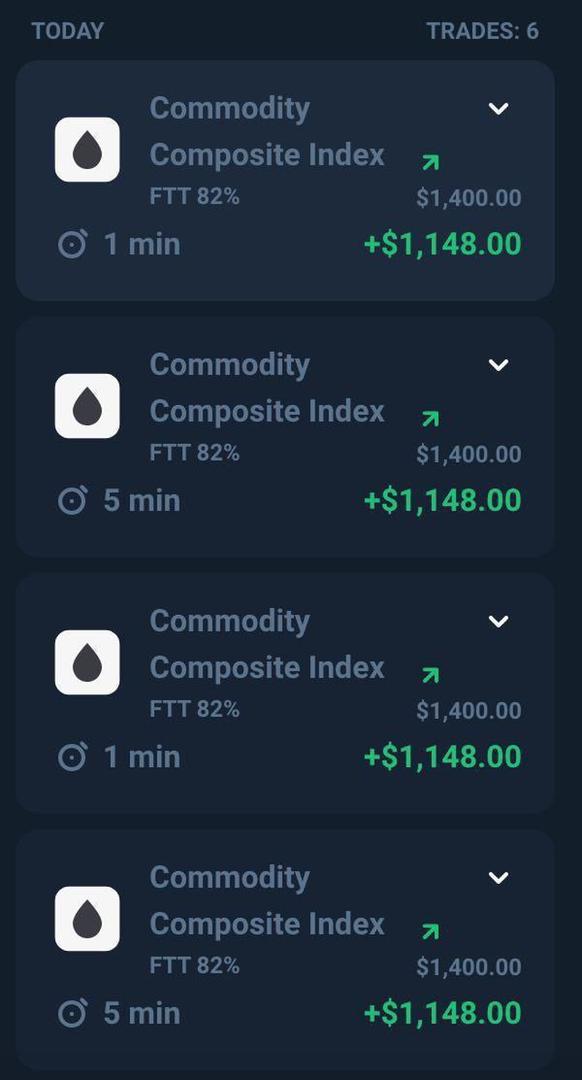 TODAY TRADES: 6
Commodity
Composite Index
FTT 82% $1,400.00
1 min +$1,148.00
Commodity
Composite Index
FTT 82% $1,400.00
5 min +$1,148.00
Commodity
Composite Index
FTT 82% $1,400.00
1 min +$1,148.00
Commodity
Composite Index
FTT 82% $1,400.00
5 min +$1,148.00